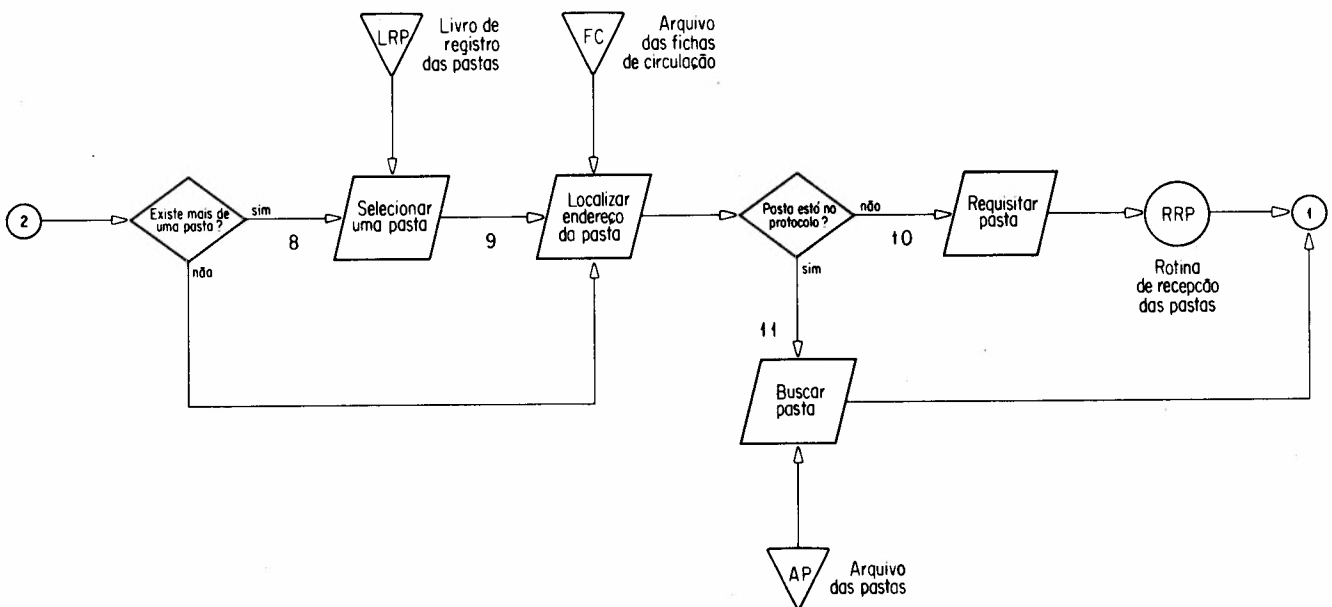 LRP
Livro de
registro
das pastas
FC
Arquivo
das fichas
de circulação
2
Existe mais de
uma pasta?
sim
8
não
Selecionar
uma pasta
9
Localizar
endereço
da pasta
Pasta está no
protocolo?
não
10
sim
11
Requisitar
pasta
RRP
Rotina
de recepção
das pastas
1
Buscar
pasta
AP
Arquivo
das pastas